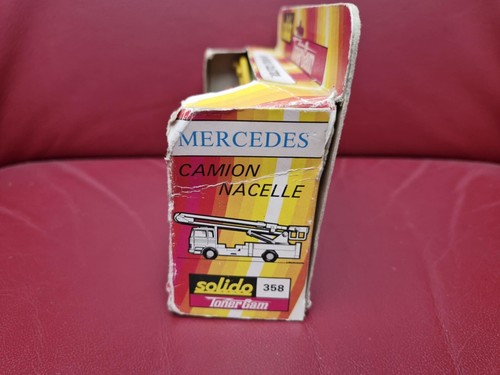 MERCEDES
CAMION
NACELLE
solido
358
TonerGam